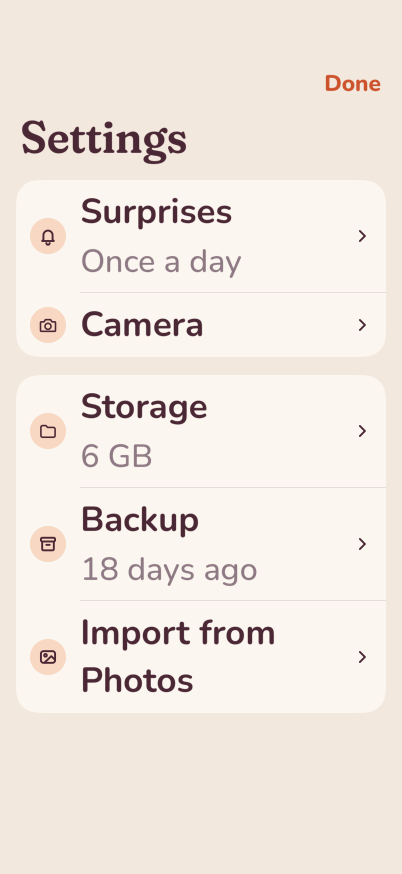 Done
Settings
Surprises
Once a day
Camera
Storage
6 GB
Backup
18 days ago
Import from
Photos